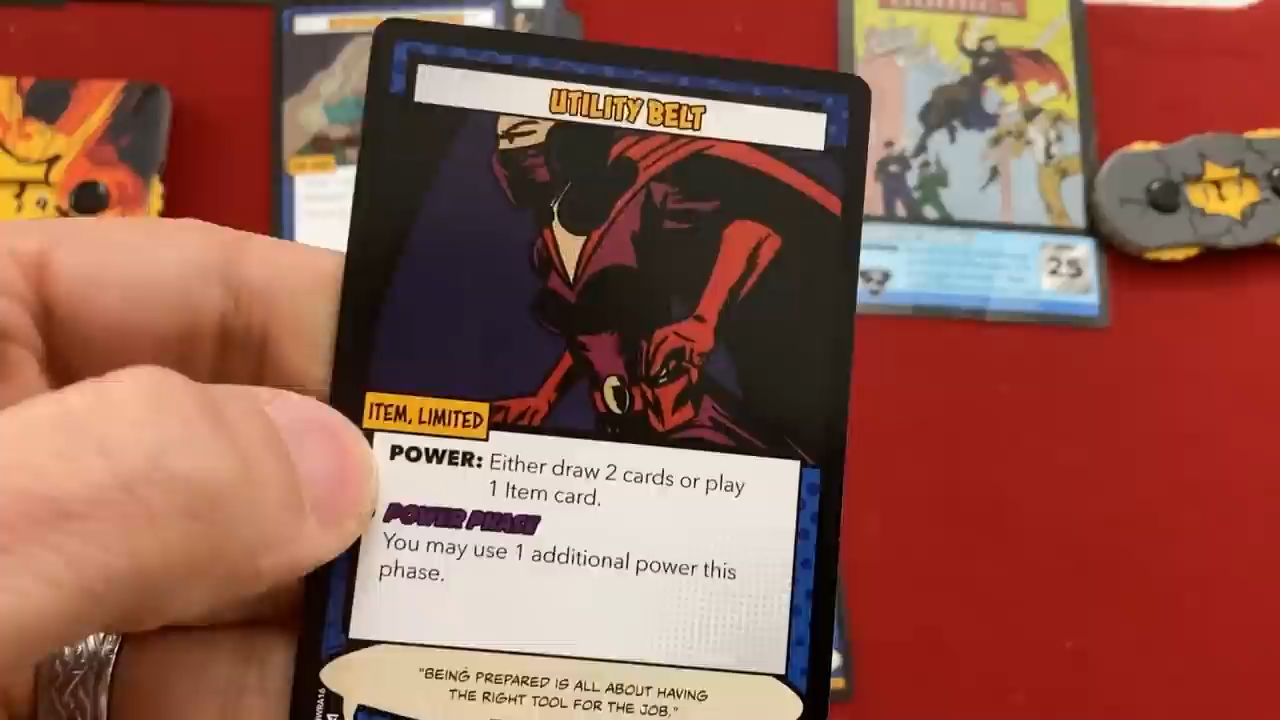 UTILITY BELT
ITEM, LIMITED
POWER: Either draw 2 cards or play
1 Item card.
POWER PHASE
You may use 1 additional power this
phase.
"BEING PREPARED IS ALL ABOUT HAVING
THE RIGHT TOOL FOR THE JOB."
25